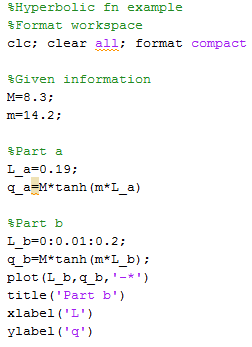 %Hyperbolic fn example
%Format workspace
clc; clear all; format compact
%Given information
M=8.3;
m=14.2;
%Part a
L_a=0.19;
q_a=M*tanh(m*L_a)
%Part b
L_b=0:0.01:0.2;
q_b=M*tanh(m*L_b);
plot(L_b,q_b,'-*')
title('Part b')
xlabel('L')
ylabel('q')